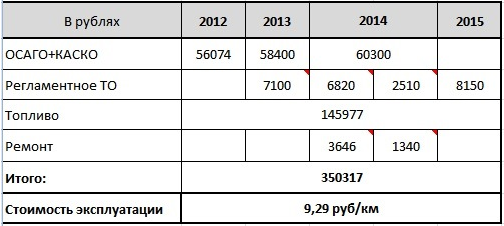 В рублях 2012 2013 2014 2015
ОСАГО+КАСКО 56074 58400 60300
Регламентное ТО 7100 6820 2510 8150
Топливо 145977
Ремонт 3646 1340
Итого: 350317
Стоимость эксплуатации 9,29 руб/км